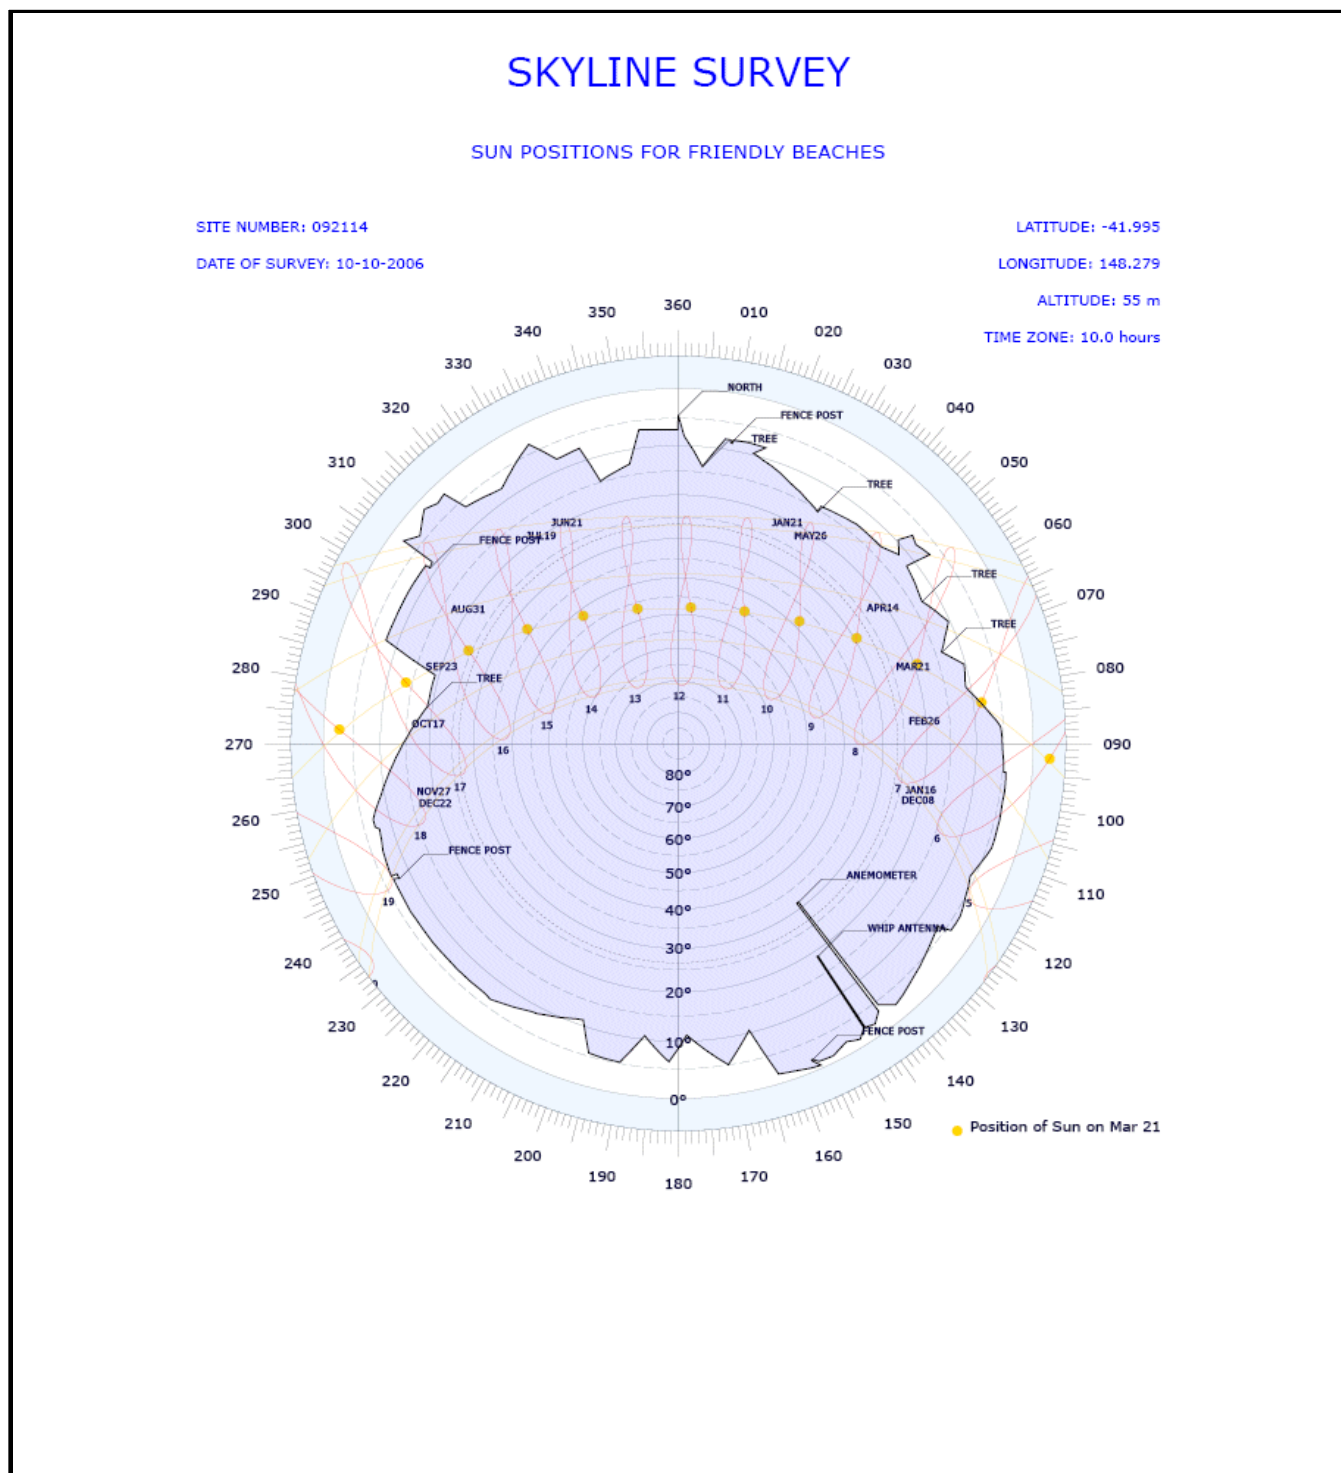 SKYLINE SURVEY
SUN POSITIONS FOR FRIENDLY BEACHES
SITE NUMBER: 092114
LATITUDE: -41.995
DATE OF SURVEY: 10-10-2006
LONGITUDE: 148.279
ALTITUDE: 55 m
TIME ZONE: 10.0 hours
360
350
010
340
020
330
030
320
040
310
050
300
060
290
070
280
080
270
090
260
100
250
110
240
120
230
130
220
140
210
150
200
160
190
170
180
NORTH
FENCE POST
TREE
TREE
JUN21
JAN21
JUL19
MAY26
FENCE POST
TREE
AUG31
APR14
TREE
SEP23
MAR21
TREE
OCT17
FEB26
12
13
11
14
10
15
9
16
8
17
7
NOV27
JAN16
DEC22
DEC08
18
6
19
5
80°
70°
60°
50°
40°
30°
20°
10°
0°
FENCE POST
ANEMOMETER
WHIP ANTENNA
FENCE POST
Position of Sun on Mar 21